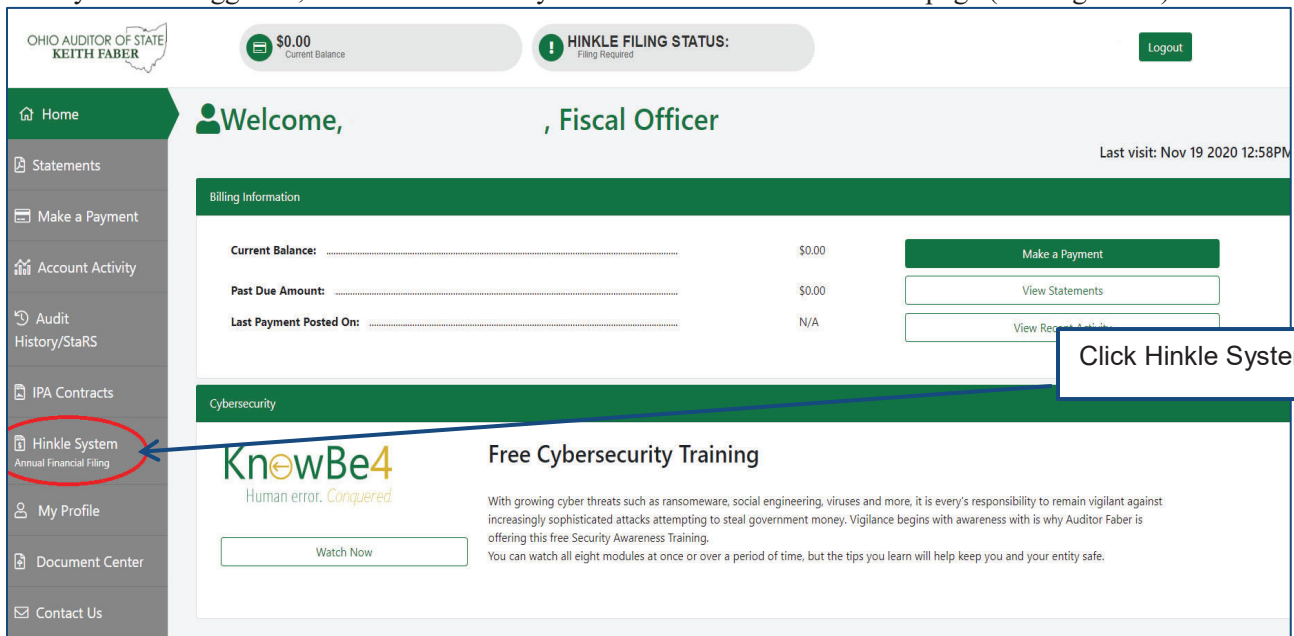 OHIO AUDITOR OF STATE
KEITH FABER
$0.00
Current Balance
HINKLE FILING STATUS:
Filing Required
Logout
Home
Statements
Make a Payment
Account Activity
Audit
History/StaRS
IPA Contracts
Hinkle System
Annual Financial Filing
My Profile
Document Center
Contact Us
Welcome, , Fiscal Officer
Last visit: Nov 19 2020 12:58PM
Billing Information
Current Balance: $0.00
Past Due Amount: $0.00
Last Payment Posted On: N/A
Make a Payment
View Statements
View
Click Hinkle
Cybersecurity
KnowBe4
Human error. Conquered.
Watch Now
Free Cybersecurity Training
With growing cyber threats such as ransomeware, social engineering, viruses and more, it is every's responsibility to remain vigilant against
increasingly sophisticated attacks attempting to steal government money. Vigilance begins with awareness with is why Auditor Faber is
offering this free Security Awareness Training.
You can watch all eight modules at once or over a period of time, but the tips you learn will help keep you and your entity safe.